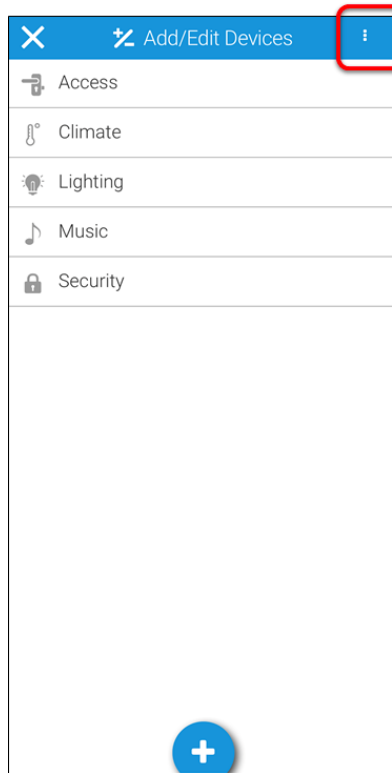 Add/Edit Devices
Access
Climate
Lighting
Music
Security